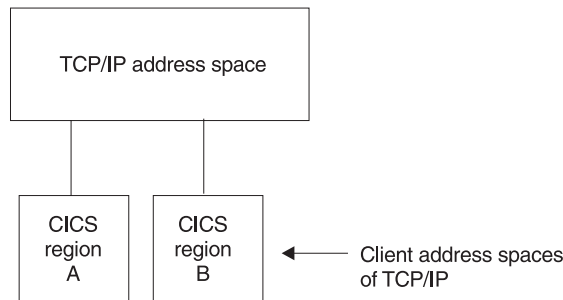 TCP/IP address space
CICS
region
A
CICS
region
B
Client address spaces
of TCP/IP